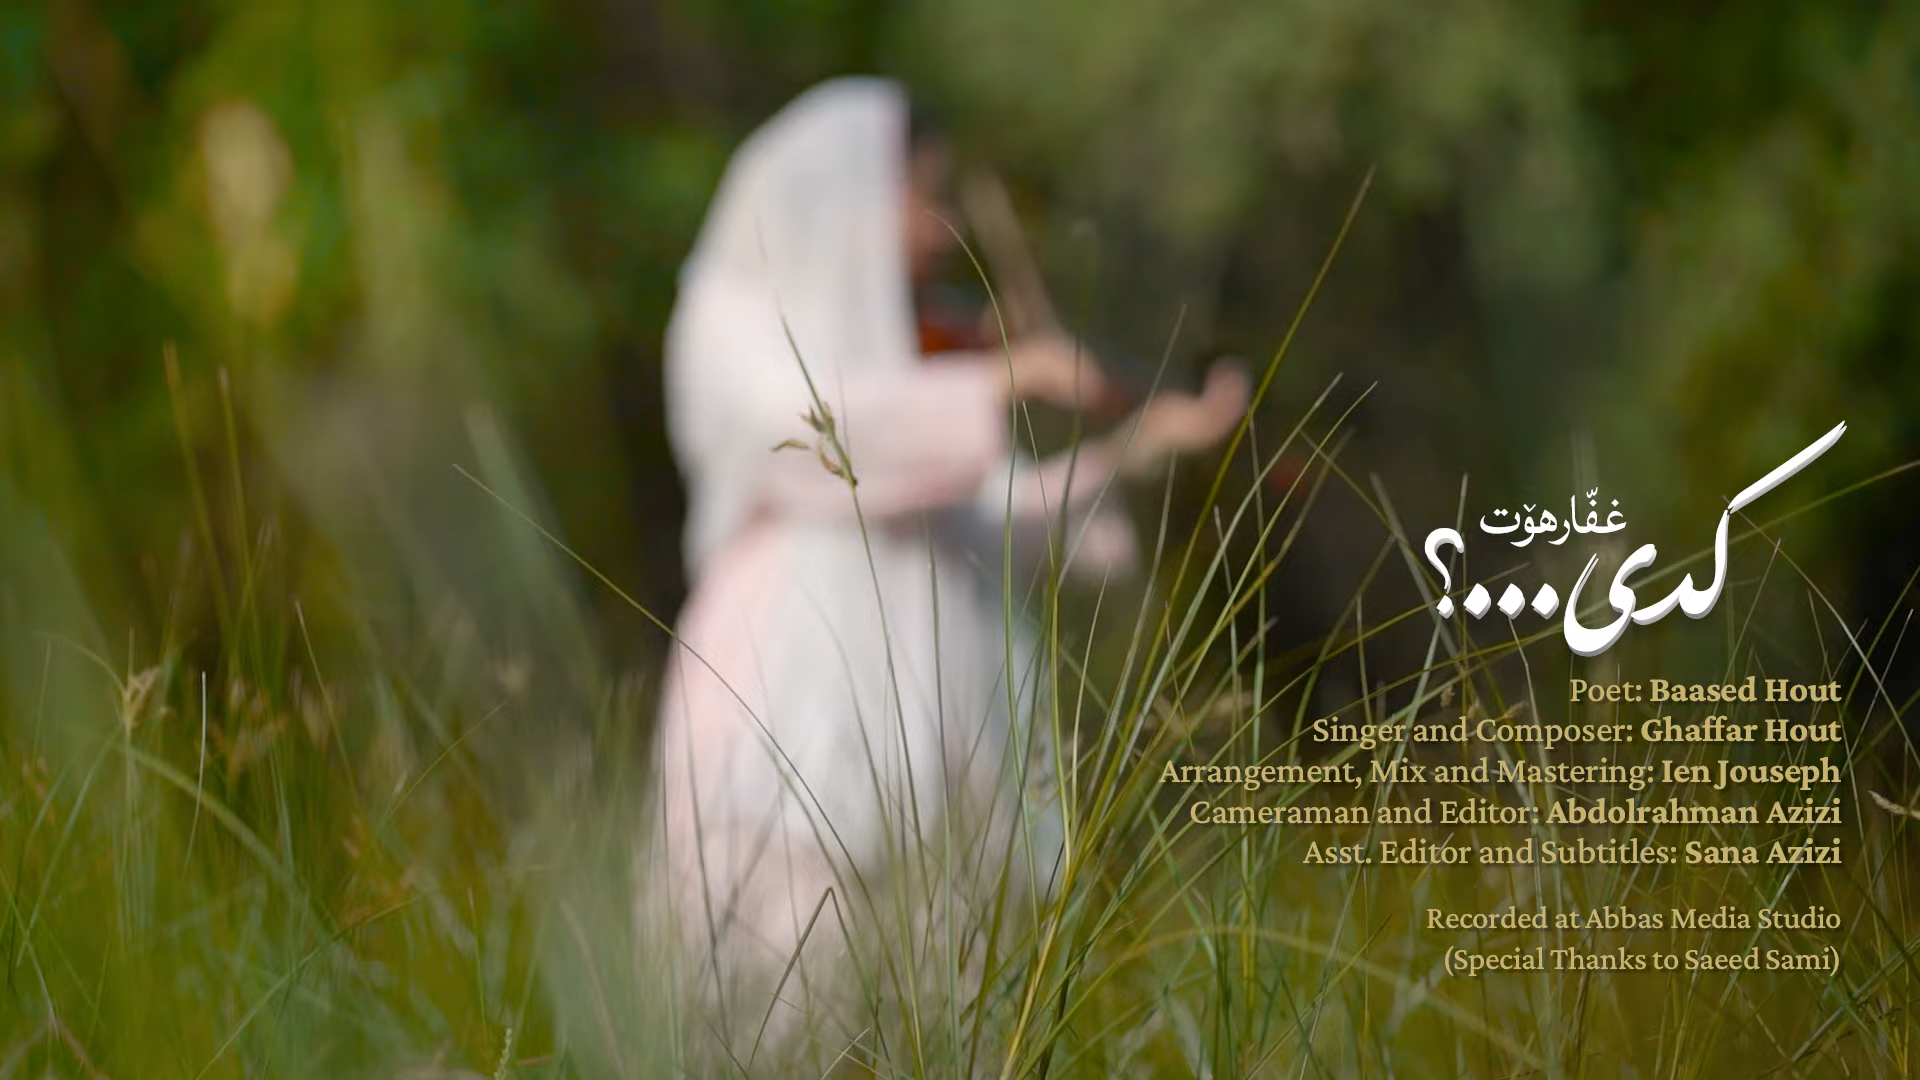 غفّارهۆت
کدی....؟
Poet: Baased Hout
Singer and Composer: Ghaffar Hout
Arrangement, Mix and Mastering: Ien Jouseph
Cameraman and Editor: Abdolrahman Azizi
Asst. Editor and Subtitles: Sana Azizi
Recorded at Abbas Media Studio
(Special Thanks to Saeed Sami)